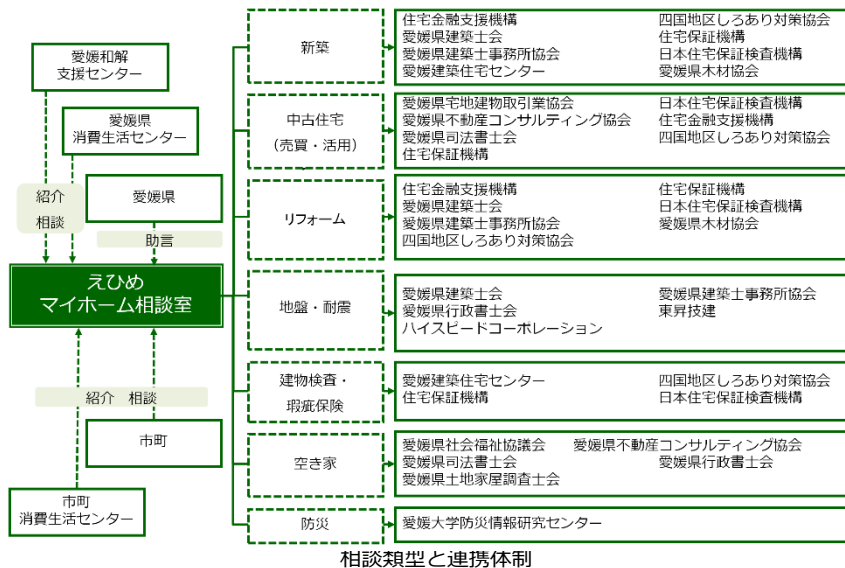 愛媛和解
支援センター
愛媛県
消費生活センター
紹介
相談
愛媛県
助言
えひめ
マイホーム相談室
紹介 相談
市町
市町
消費生活センター
新築
住宅金融支援機構 四国地区しろあり対策協会
愛媛県建築士会 住宅保証機構
愛媛県建築士事務所協会 日本住宅保証検査機構
愛媛建築住宅センター 愛媛県木材協会
中古住宅
（売買・活用）
愛媛県宅地建物取引業協会 日本住宅保証検査機構
愛媛県不動産コンサルティング協会 住宅金融支援機構
愛媛県司法書士会 四国地区しろあり対策協会
住宅保証機構
リフォーム
住宅金融支援機構 住宅保証機構
愛媛県建築士会 日本住宅保証検査機構
愛媛県建築士事務所協会 愛媛県木材協会
四国地区しろあり対策協会
地盤・耐震
愛媛県建築士会 愛媛県建築士事務所協会
愛媛県行政書士会 東昇技建
ハイスピードコーポレーション
建物検査・
瑕疵保険
愛媛建築住宅センター 四国地区しろあり対策協会
住宅保証機構 日本住宅保証検査機構
空き家
愛媛県社会福祉協議会 愛媛県不動産コンサルティング協会
愛媛県司法書士会 愛媛県行政書士会
愛媛県土地家屋調査士会
防災
愛媛大学防災情報研究センター
相談類型と連携体制